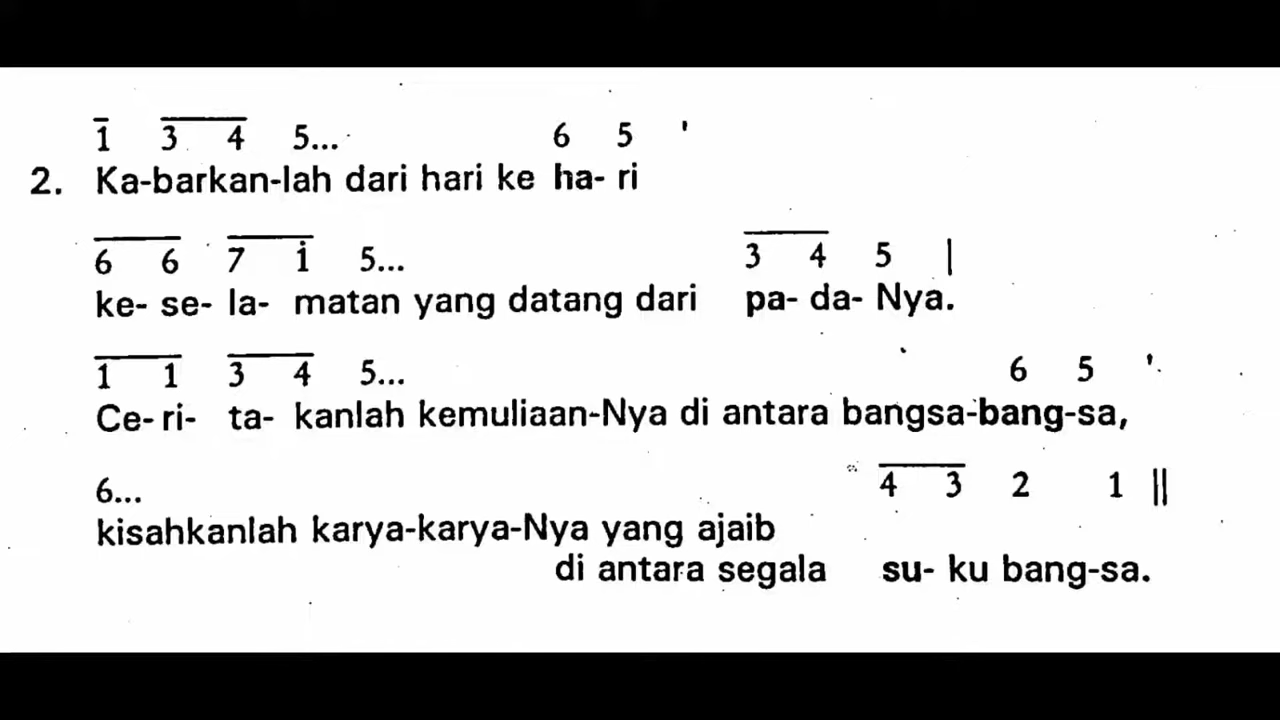 1 3 4 5... 6 5 '
2. Ka-barkan-lah dari hari ke ha- ri
6 6 7 i 5... 3 4 5 |
ke- se- la- matan yang datang dari pa- da- Nya.
1 1 3 4 5... 6 5 '
Ce- ri- ta- kanlah kemuliaan-Nya di antara bangsa-bang-sa,
6... 4 3 2 1 ||
kisahkanlah karya-karya-Nya yang ajaib
di antara segala su- ku bang-sa.